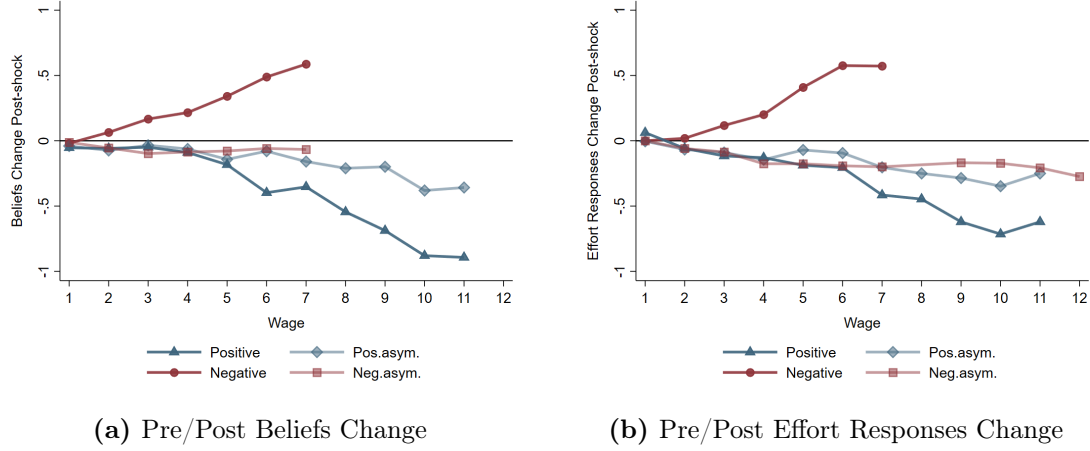 Beliefs Change Post-shock
1
.5
0
-.5
-1
1 2 3 4 5 6 7 8 9 10 11 12
Wage
Positive Pos.asym.
Negative Neg.asym.
(a) Pre/Post Beliefs Change
Effort Responses Change Post-shock
1
.5
0
-.5
-1
1 2 3 4 5 6 7 8 9 10 11 12
Wage
Positive Pos.asym.
Negative Neg.asym.
(b) Pre/Post Effort Responses Change